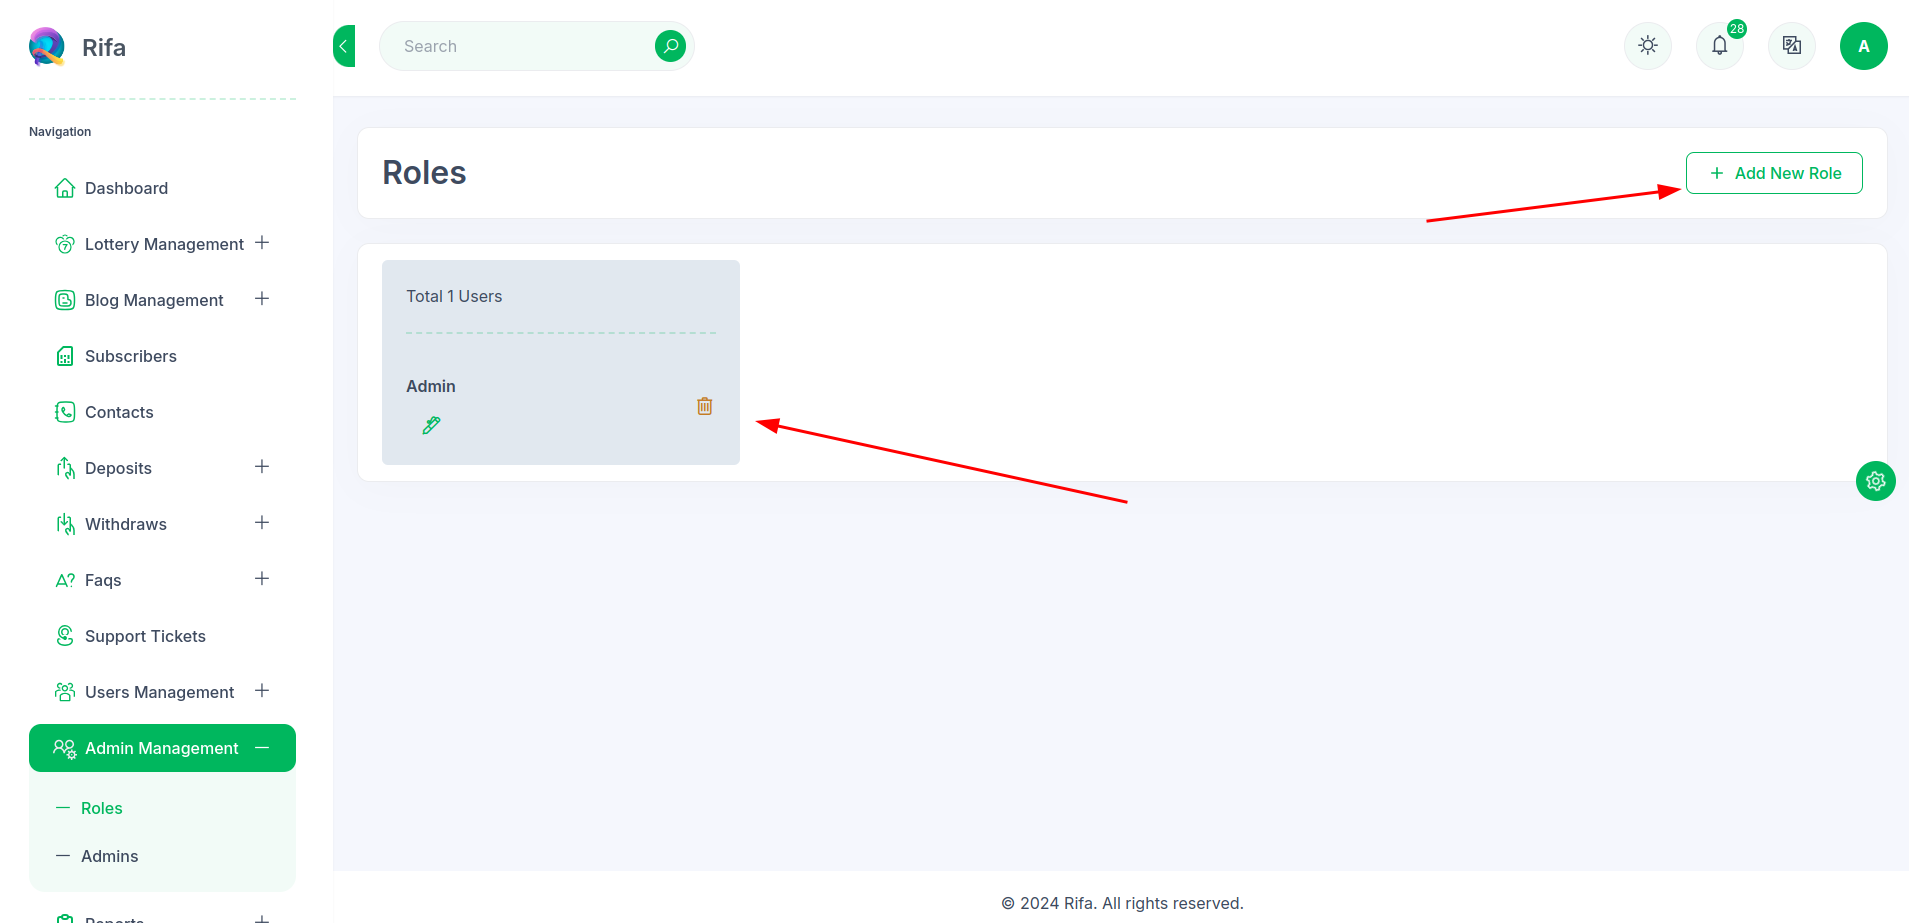 Rifa
Search
28
A
Navigation
Dashboard
Lottery Management
Blog Management
Subscribers
Contacts
Deposits
Withdraws
Faqs
Support Tickets
Users Management
Admin Management
Roles
Admins
Reports
Roles
Add New Role
Total 1 Users
Admin
© 2024 Rifa. All rights reserved.